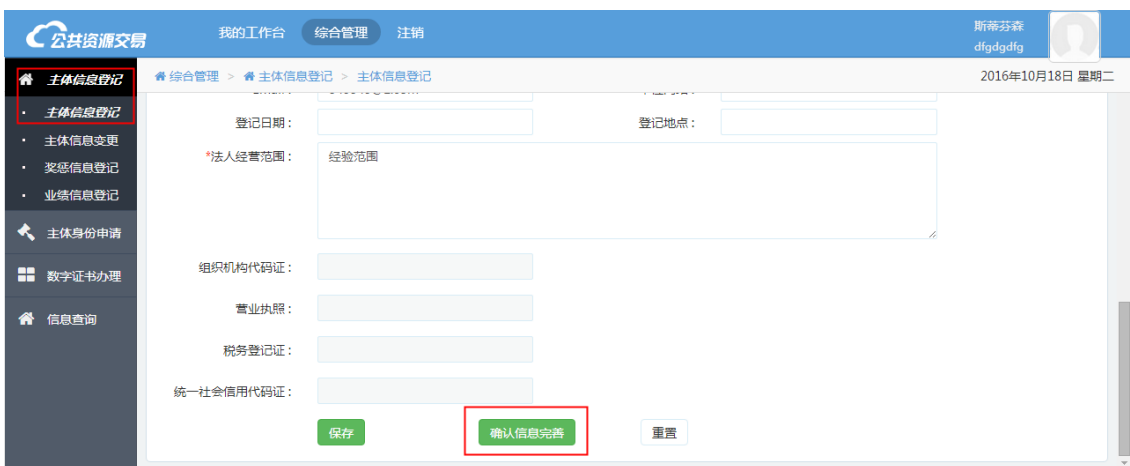 公共资源交易
我的工作台 综合管理 注销
斯蒂芬森
dfgdgdfg
综合管理 > 主体信息登记 > 主体信息登记
2016年10月18日 星期二
主体信息登记
· 主体信息登记
· 主体信息变更
· 奖惩信息登记
· 业绩信息登记
主体身份申请
数字证书办理
信息查询
登记日期：
登记地点：
*法人经营范围：
经验范围
组织机构代码证：
营业执照：
税务登记证：
统一社会信用代码证：
保存 确认信息完善 重置